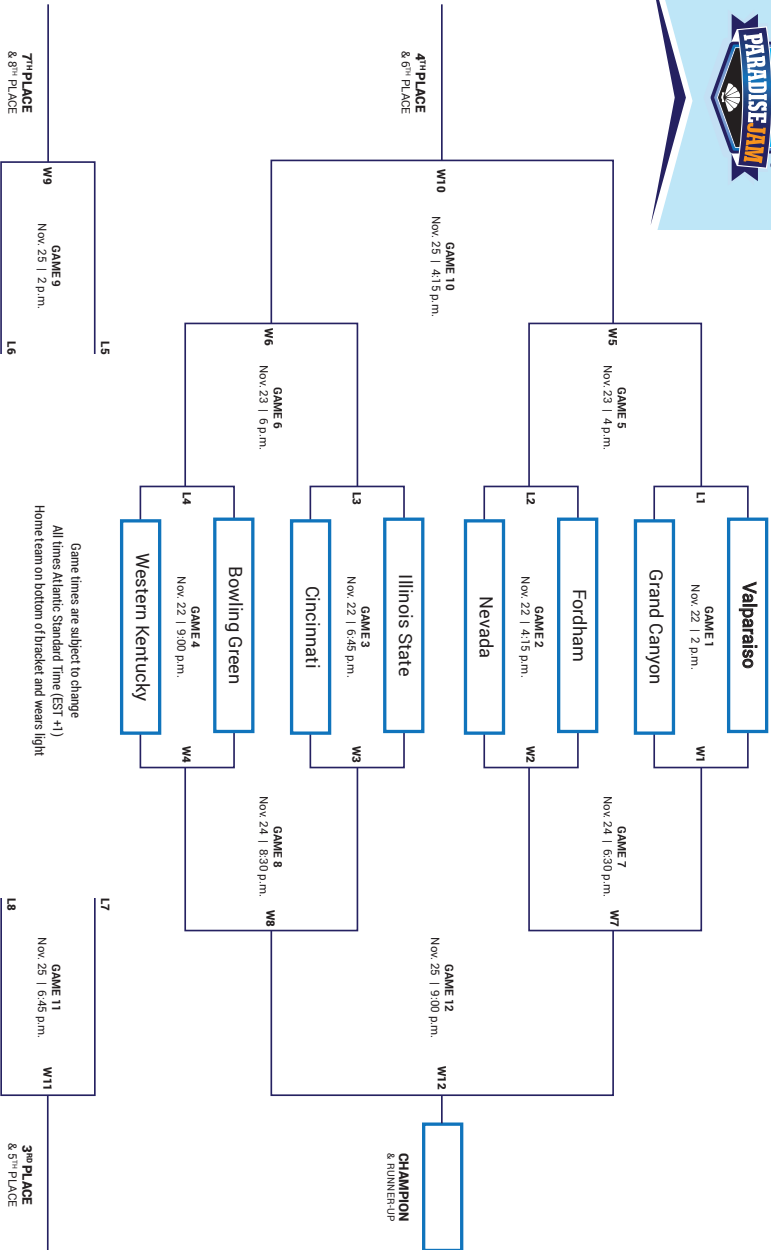 PARADISE JAM
Valparaiso
GAME 1
Nov. 22 | 2 p.m.
Grand Canyon
L1
W1
GAME 5
Nov. 23 | 4 p.m.
W5
GAME 7
Nov. 24 | 6:30 p.m.
W7
Fordham
GAME 2
Nov. 22 | 4:15 p.m.
Nevada
L2
W2
4TH PLACE
& 6TH PLACE
W10
GAME 10
Nov. 25 | 4:15 p.m.
GAME 12
Nov. 25 | 9:00 p.m.
W12
CHAMPION
& RUNNER-UP
Illinois State
GAME 3
Nov. 22 | 6:45 p.m.
Cincinnati
L3
W3
W6
GAME 6
Nov. 23 | 6 p.m.
GAME 8
Nov. 24 | 8:30 p.m.
W8
Bowling Green
GAME 4
Nov. 22 | 9:00 p.m.
Western Kentucky
L4
W4
7TH PLACE
& 8TH PLACE
W9
L5
GAME 9
Nov. 25 | 2 p.m.
L6
Game times are subject to change
All times Atlantic Standard Time (EST +1)
Home team on bottom of bracket and wears light
L7
GAME 11
Nov. 25 | 6:45 p.m.
L8
W11
3RD PLACE
& 5TH PLACE